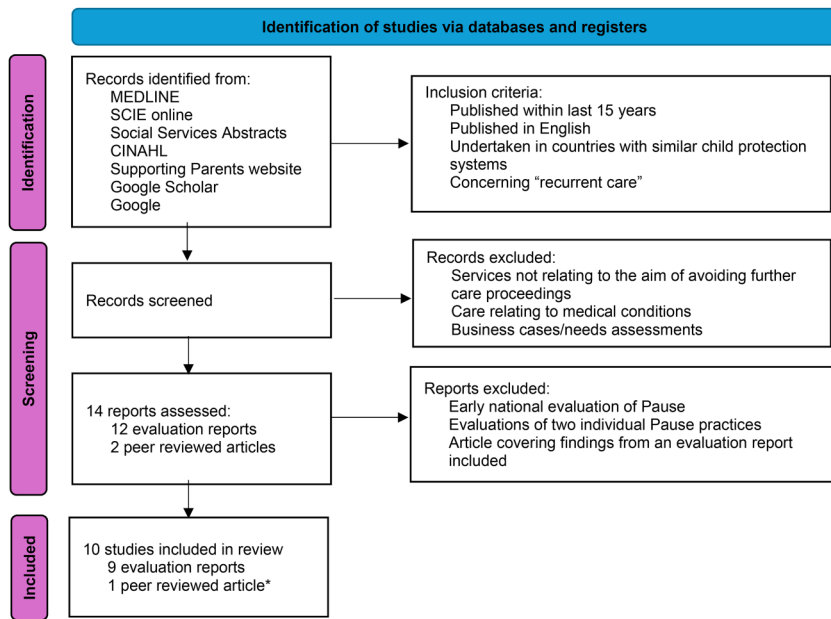 Identification of studies via databases and registers
Identification
Records identified from:
MEDLINE
SCIE online
Social Services Abstracts
CINAHL
Supporting Parents website
Google Scholar
Google
Inclusion criteria:
Published within last 15 years
Published in English
Undertaken in countries with similar child protection
systems
Concerning “recurrent care”
Screening
Records screened
Records excluded:
Services not relating to the aim of avoiding further
care proceedings
Care relating to medical conditions
Business cases/needs assessments
14 reports assessed:
12 evaluation reports
2 peer reviewed articles
Reports excluded:
Early national evaluation of Pause
Evaluations of two individual Pause practices
Article covering findings from an evaluation report
included
Included
10 studies included in review
9 evaluation reports
1 peer reviewed article*